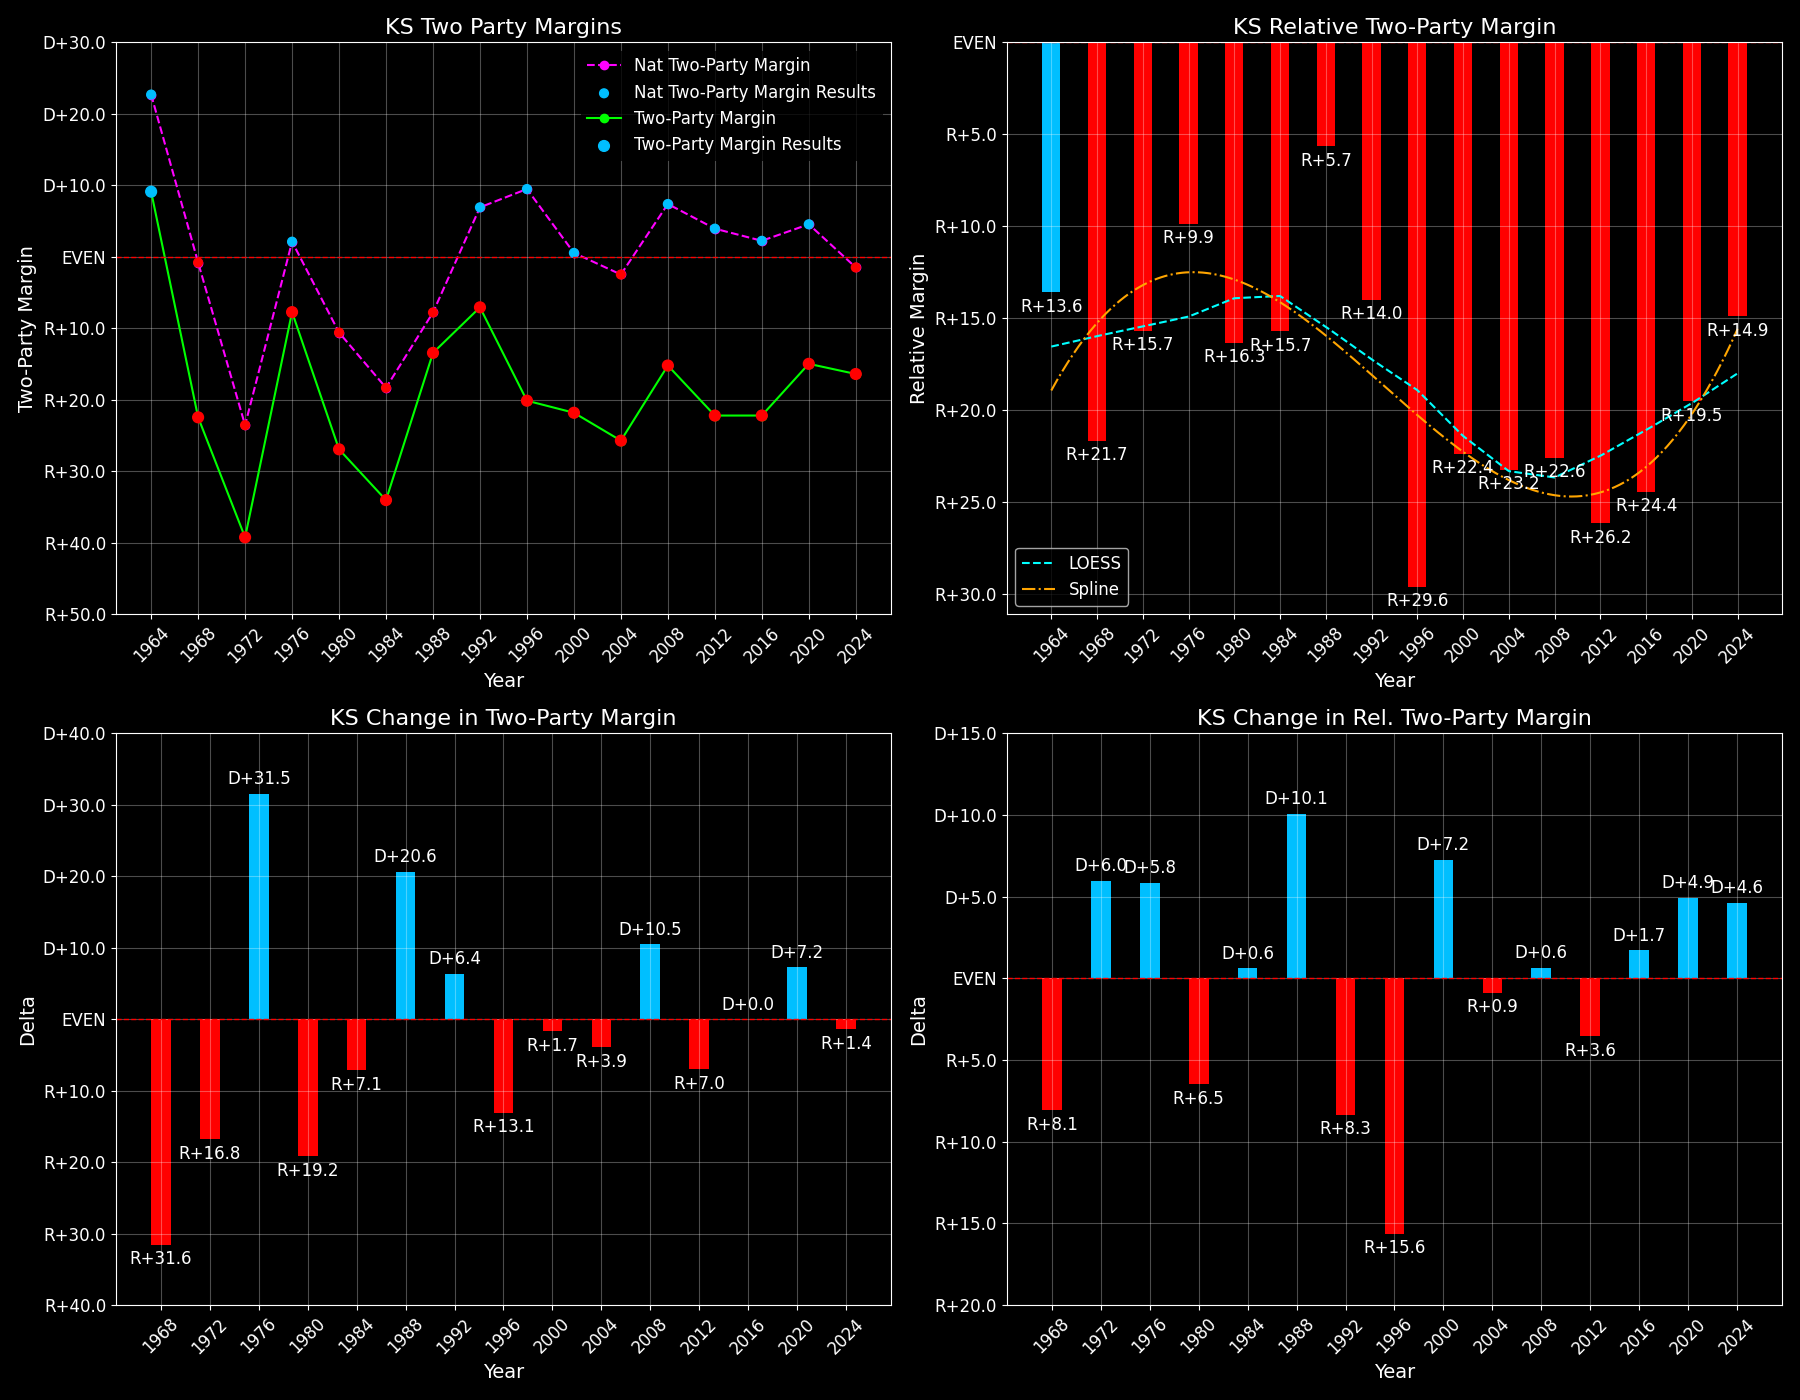 KS Two Party Margins
D+30.0
D+20.0
D+10.0
EVEN
R+10.0
R+20.0
R+30.0
R+40.0
R+50.0
Two-Party Margin
Nat Two-Party Margin
Nat Two-Party Margin Results
Two-Party Margin
Two-Party Margin Results
1964 1968 1972 1976 1980 1984 1988 1992 1996 2000 2004 2008 2012 2016 2020 2024
Year
KS Relative Two-Party Margin
EVEN
R+5.0
R+10.0
R+15.0
R+20.0
R+25.0
R+30.0
Relative Margin
R+13.6
R+21.7
R+15.7
R+9.9
R+16.3
R+15.7
R+5.7
R+14.0
R+29.6
R+22.4
R+23.2
R+22.6
R+26.2
R+24.4
R+19.5
R+14.9
LOESS
Spline
1964 1968 1972 1976 1980 1984 1988 1992 1996 2000 2004 2008 2012 2016 2020 2024
Year
KS Change in Two-Party Margin
D+40.0
D+30.0
D+20.0
D+10.0
EVEN
R+10.0
R+20.0
R+30.0
R+40.0
Delta
R+31.6
R+16.8
D+31.5
R+19.2
R+7.1
D+20.6
D+6.4
R+13.1
R+1.7
R+3.9
D+10.5
R+7.0
D+0.0
D+7.2
R+1.4
1968 1972 1976 1980 1984 1988 1992 1996 2000 2004 2008 2012 2016 2020 2024
Year
KS Change in Rel. Two-Party Margin
D+15.0
D+10.0
D+5.0
EVEN
R+5.0
R+10.0
R+15.0
R+20.0
Delta
R+8.1
D+6.0
D+5.8
R+6.5
D+0.6
D+10.1
R+8.3
R+15.6
D+7.2
R+0.9
D+0.6
R+3.6
D+1.7
D+4.9
D+4.6
1968 1972 1976 1980 1984 1988 1992 1996 2000 2004 2008 2012 2016 2020 2024
Year